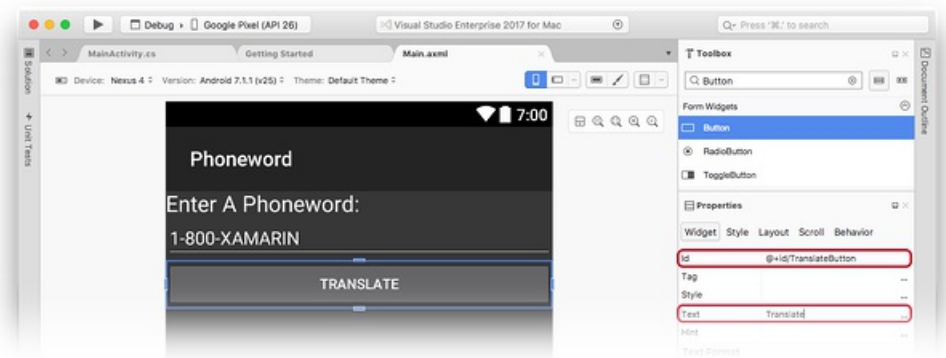 Debug › Google Pixel (API 26)
Visual Studio Enterprise 2017 for Mac
Press '⌘.' to search
Solution
Unit Tests
MainActivity.cs
Getting Started
Main.axml
Device: Nexus 4
Version: Android 7.1.1 (v25)
Theme: Default Theme
7:00
Phoneword
Enter A Phoneword:
1-800-XAMARIN
TRANSLATE
Toolbox
Button
Form Widgets
Button
RadioButton
ToggleButton
Properties
Widget Style Layout Scroll Behavior
Id @+id/TranslateButton
Tag ...
Style ...
Text Translate ...
Hint ...
Text Format
Document Outline